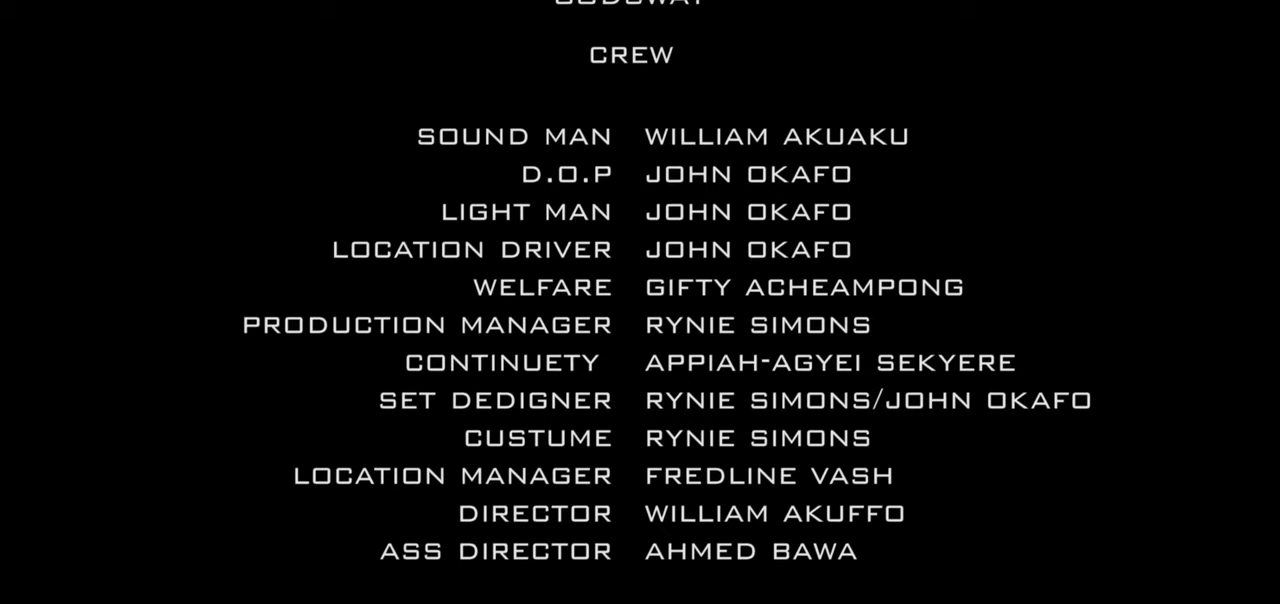 CREW
SOUND MAN WILLIAM AKUAKU
D.O.P JOHN OKAFO
LIGHT MAN JOHN OKAFO
LOCATION DRIVER JOHN OKAFO
WELFARE GIFTY ACHEAMPONG
PRODUCTION MANAGER RYNIE SIMONS
CONTINUETY APPIAH-AGYEI SEKYERE
SET DEDIGNER RYNIE SIMONS/JOHN OKAFO
CUSTUME RYNIE SIMONS
LOCATION MANAGER FREDLINE VASH
DIRECTOR WILLIAM AKUFFO
ASS DIRECTOR AHMED BAWA